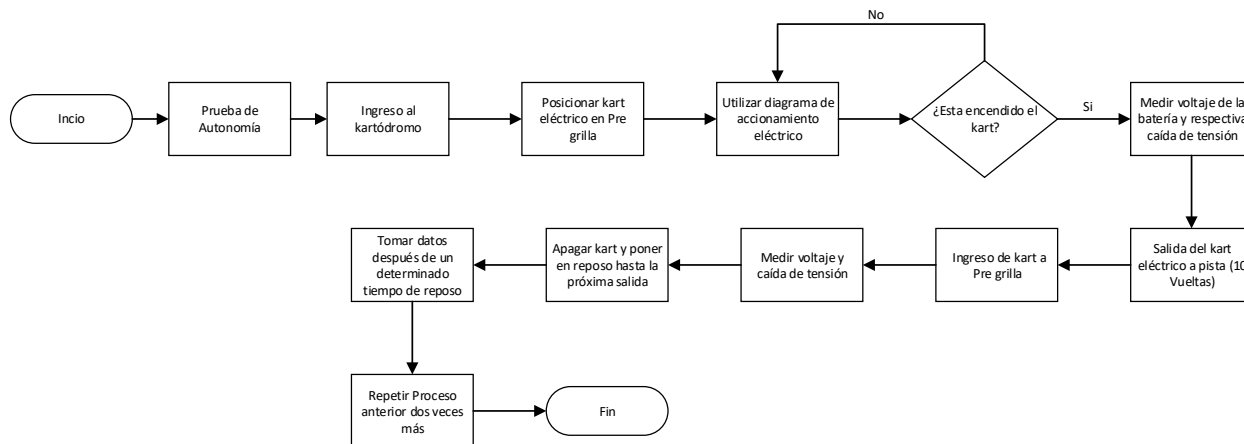 Incio
Prueba de
Autonomía
Ingreso al
kartódromo
Posicionar kart
eléctrico en Pre
grilla
Utilizar diagrama de
accionamiento
eléctrico
No
¿Esta encendido el
kart?
Si
Medir voltaje de la
batería y respectiva
caída de tensión
Salida del kart
eléctrico a pista (10
Vueltas)
Ingreso de kart a
Pre grilla
Medir voltaje y
caída de tensión
Apagar kart y poner
en reposo hasta la
próxima salida
Tomar datos
después de un
determinado
tiempo de reposo
Repetir Proceso
anterior dos veces
más
Fin